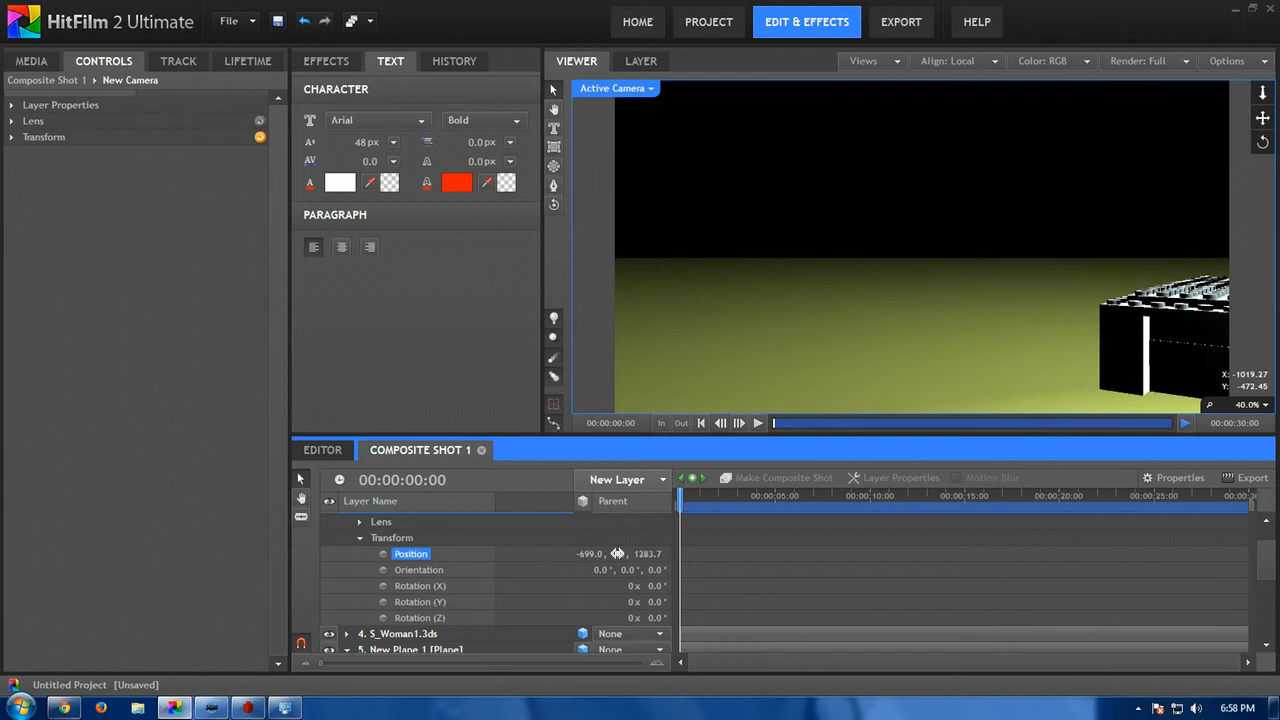 HitFilm 2 Ultimate
File
HOME
PROJECT
EDIT & EFFECTS
EXPORT
HELP
MEDIA
CONTROLS
TRACK
LIFETIME
EFFECTS
TEXT
HISTORY
VIEWER
LAYER
Views
Align: Local
Color: RGB
Render: Full
Options
Composite Shot 1 New Camera
Layer Properties
Lens
Transform
CHARACTER
Arial
Bold
48 px
0.0 px
0.0
0.0 px
PARAGRAPH
Active Camera
X: -1019.27
Y: -472.45
40.0%
00:00:00:00
In
Out
00:00:30:00
EDITOR
COMPOSITE SHOT 1
00:00:00:00
New Layer
Make Composite Shot
Layer Properties
Motion Blur
Properties
Export
Layer Name
Parent
00:00:05:00
00:00:10:00
00:00:15:00
00:00:20:00
00:00:25:00
Lens
Transform
Position
-699.0, 1283.7
Orientation
0.0 °, 0.0 °, 0.0 °
Rotation (X)
0 x 0.0 °
Rotation (Y)
0 x 0.0 °
Rotation (Z)
0 x 0.0 °
4. S_Woman1.3ds
None
5. New Plane 1 [Plane]
None
Untitled Project [Unsaved]
6:58 PM